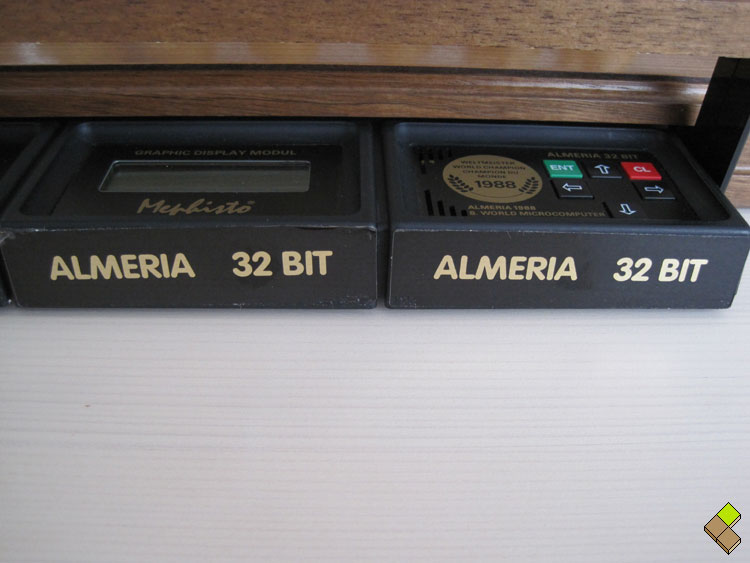 GRAPHIC DISPLAY MODUL
Mephisto
ALMERIA 32 BIT
ALMERIA 32 BIT
WELTMEISTER
WORLD CHAMPION
CHAMPION DU
MONDE
1988
ENT
CL
ALMERIA 1988
8. WORLD MICROCOMPUTER
ALMERIA 32 BIT